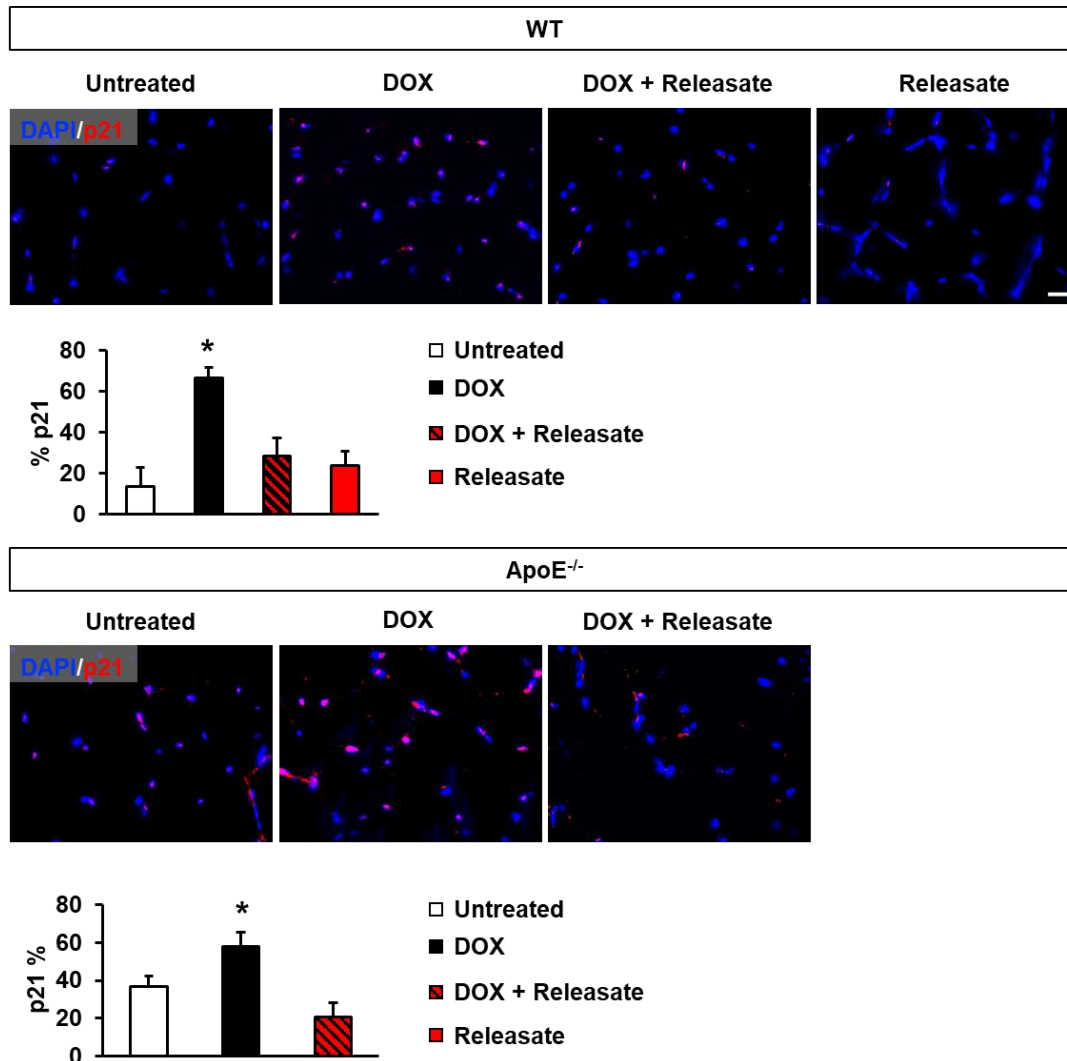 WT
Untreated DOX DOX + Releasate Releasate
DAPI/p21
80
60
40
20
0
% p21
*
Untreated
DOX
DOX + Releasate
Releasate
ApoE-/-
Untreated DOX DOX + Releasate
DAPI/p21
80
60
40
20
0
p21 %
*
Untreated
DOX
DOX + Releasate
Releasate